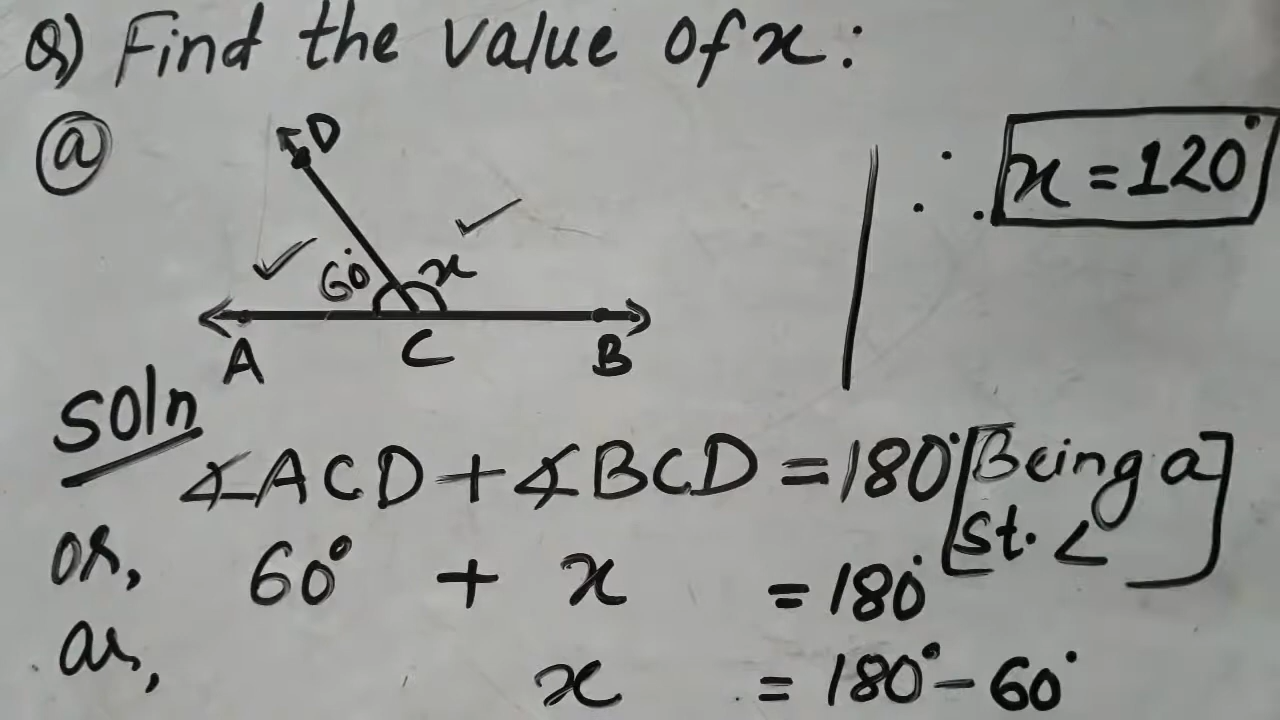 Q) Find the value of x:
(a)
D
60° x
A C B
Soln
∡ACD + ∡BCD = 180° [Being a st. <]
or, 60° + x = 180°
or, x = 180° - 60°
∴ x = 120°